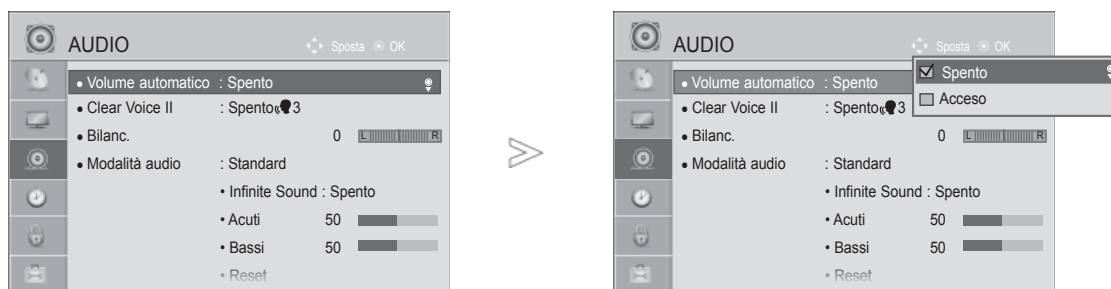 AUDIO
Sposta OK
• Volume automatico : Spento
• Clear Voice II : Spento 3
• Bilanc. 0 L R
• Modalità audio : Standard
• Infinite Sound : Spento
• Acuti 50
• Bassi 50
• Reset
AUDIO
Sposta OK
• Volume automatico : Spento
Spento
Acceso
• Clear Voice II : Spento 3
• Bilanc. 0 L R
• Modalità audio : Standard
• Infinite Sound : Spento
• Acuti 50
• Bassi 50
• Reset